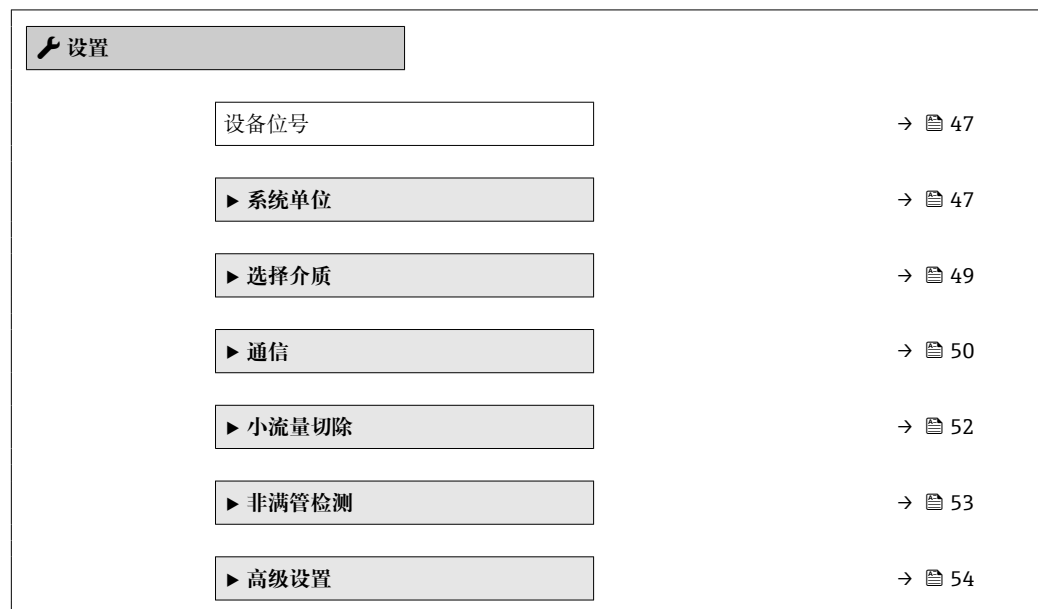 设置
设备位号 → 47
▶ 系统单位 → 47
▶ 选择介质 → 49
▶ 通信 → 50
▶ 小流量切除 → 52
▶ 非满管检测 → 53
▶ 高级设置 → 54